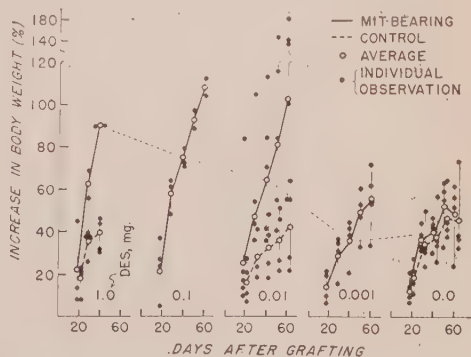 180
140
120
100
80
60
40
20
INCREASE IN BODY WEIGHT (%)
MtT-BEARING
CONTROL
AVERAGE
INDIVIDUAL
OBSERVATION
DES, mg.
1.0
0.1
0.01
0.001
0.0
20 60 20 60 20 60 20 60 20 60
DAYS AFTER GRAFTING